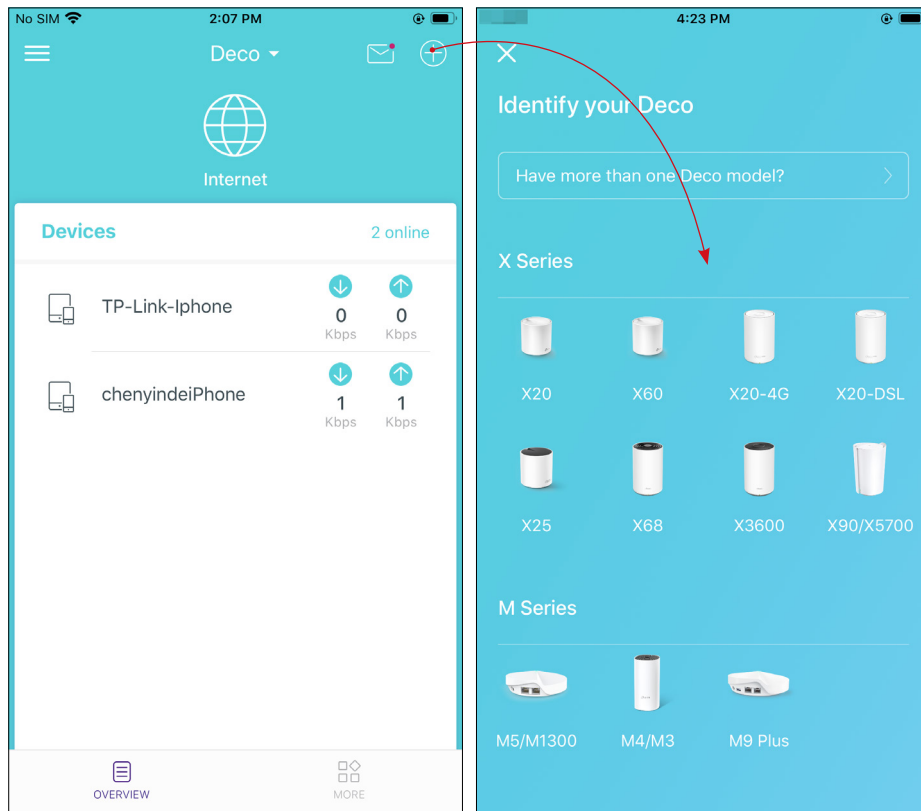 No SIM 2:07 PM
Deco
Internet
Devices 2 online
TP-Link-Iphone
0 0
Kbps Kbps
chenyindeiPhone
1 1
Kbps Kbps
OVERVIEW MORE
4:23 PM
Identify your Deco
Have more than one Deco model?
X Series
X20 X60 X20-4G X20-DSL
X25 X68 X3600 X90/X5700
M Series
M5/M1300 M4/M3 M9 Plus